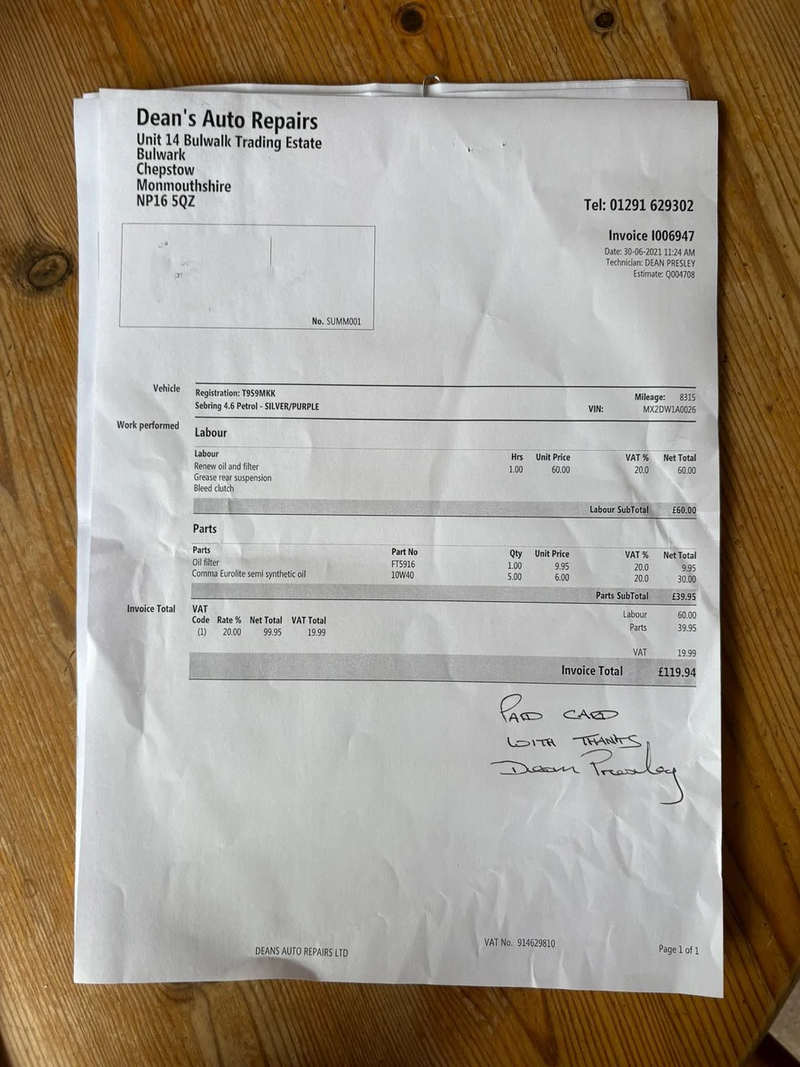 Dean's Auto Repairs
Unit 14 Bulwalk Trading Estate
Bulwark
Chepstow
Monmouthshire
NP16 5QZ
Tel: 01291 629302
Invoice I006947
Date: 30-06-2021 11:24 AM
Technician: DEAN PRESLEY
Estimate: Q004708
No. SUMM001
Vehicle Registration: T959MKK Mileage: 8315
Sebring 4.6 Petrol - SILVER/PURPLE VIN: MX2DW1A0026
Work performed Labour
Labour Hrs Unit Price VAT % Net Total
Renew oil and filter 1.00 60.00 20.0 60.00
Grease rear suspension
Bleed clutch
Labour SubTotal £60.00
Parts
Parts Part No Qty Unit Price VAT % Net Total
Oil filter FT5916 1.00 9.95 20.0 9.95
Comma Eurolite semi synthetic oil 10W40 5.00 6.00 20.0 30.00
Parts SubTotal £39.95
Invoice Total VAT Labour 60.00
Code Rate % Net Total VAT Total Parts 39.95
(1) 20.00 99.95 19.99
VAT 19.99
Invoice Total £119.94
PAID CARD
WITH THANKS
Dean Presley
DEANS AUTO REPAIRS LTD VAT No. 914629810 Page 1 of 1